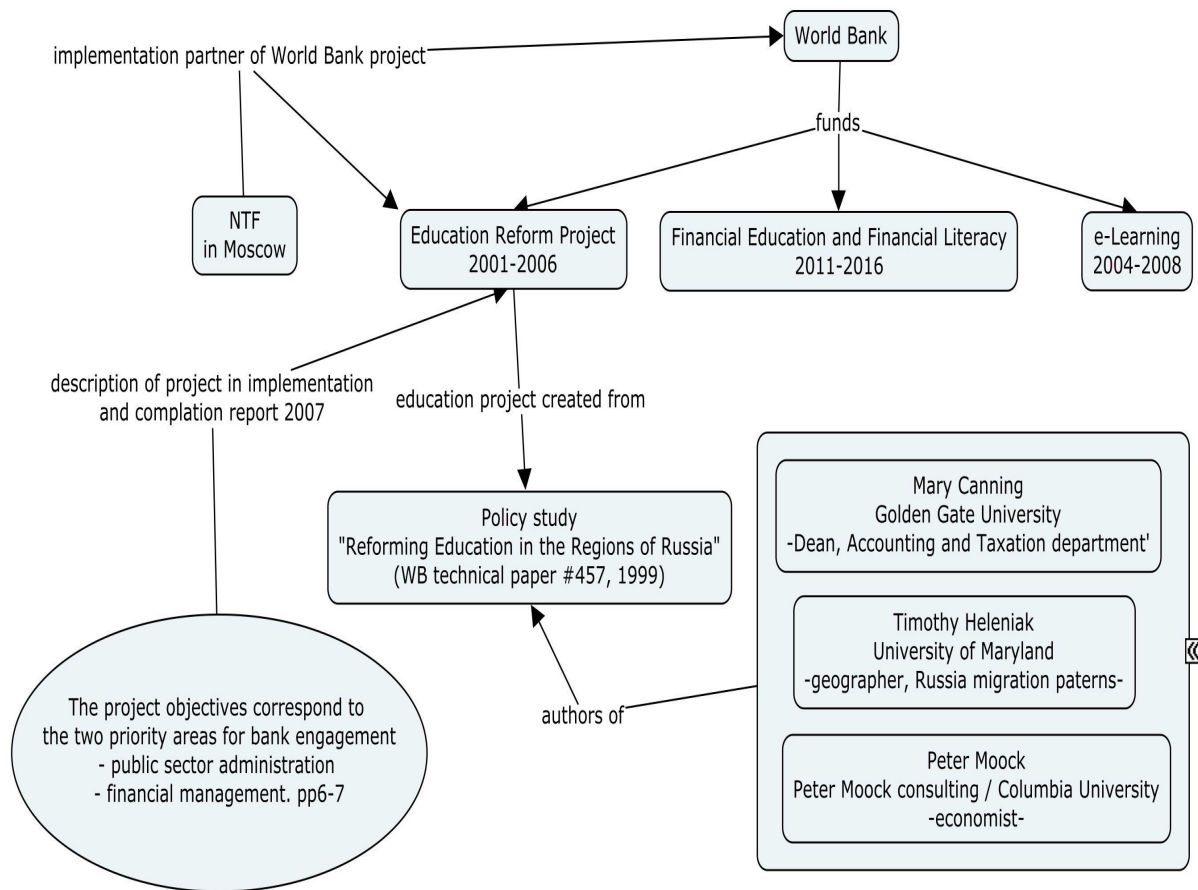 World Bank
implementation partner of World Bank project
funds
NTF
in Moscow
Education Reform Project
2001-2006
Financial Education and Financial Literacy
2011-2016
e-Learning
2004-2008
description of project in implementation
and complation report 2007
education project created from
Policy study
"Reforming Education in the Regions of Russia"
(WB technical paper #457, 1999)
Mary Canning
Golden Gate University
-Dean, Accounting and Taxation department'
Timothy Heleniak
University of Maryland
-geographer, Russia migration paterns-
authors of
Peter Moock
Peter Moock consulting / Columbia University
-economist-
The project objectives correspond to
the two priority areas for bank engagement
- public sector administration
- financial management. pp6-7